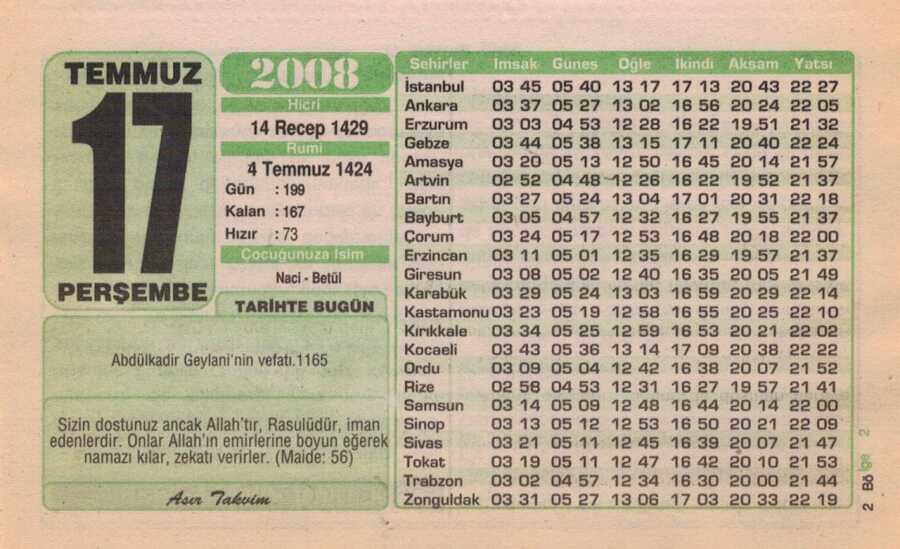 TEMMUZ
17
PERŞEMBE
2008
Hicri
14 Recep 1429
Rumi
4 Temmuz 1424
Gün : 199
Kalan : 167
Hızır : 73
Çocuğunuza İsim
Naci - Betül
TARİHTE BUGÜN
Abdülkadir Geylani'nin vefatı.1165
Sizin dostunuz ancak Allah'tır, Rasulüdür, iman
edenlerdir. Onlar Allah'ın emirlerine boyun eğerek
namazı kılar, zekatı verirler. (Maide: 56)
Asır Takvim
Şehirler İmsak Güneş Öğle İkindi Akşam Yatsı
İstanbul 03 45 05 40 13 17 17 13 20 43 22 27
Ankara 03 37 05 27 13 02 16 56 20 24 22 05
Erzurum 03 03 04 53 12 28 16 22 19 51 21 32
Gebze 03 44 05 38 13 15 17 11 20 40 22 24
Amasya 03 20 05 13 12 50 16 45 20 14 21 57
Artvin 02 52 04 48 12 26 16 22 19 52 21 37
Bartın 03 27 05 24 13 04 17 01 20 31 22 18
Bayburt 03 05 04 57 12 32 16 27 19 55 21 37
Çorum 03 24 05 17 12 53 16 48 20 18 22 00
Erzincan 03 11 05 01 12 35 16 29 19 57 21 37
Giresun 03 08 05 02 12 40 16 35 20 05 21 49
Karabük 03 29 05 24 13 03 16 59 20 29 22 14
Kastamonu 03 23 05 19 12 58 16 55 20 25 22 10
Kırıkkale 03 34 05 25 12 59 16 53 20 21 22 02
Kocaeli 03 43 05 36 13 14 17 09 20 38 22 22
Ordu 03 09 05 04 12 42 16 38 20 07 21 52
Rize 02 58 04 53 12 31 16 27 19 57 21 41
Samsun 03 14 05 09 12 48 16 44 20 14 22 00
Sinop 03 13 05 12 12 53 16 50 20 21 22 09
Sivas 03 21 05 11 12 45 16 39 20 07 21 47
Tokat 03 19 05 11 12 47 16 42 20 10 21 53
Trabzon 03 02 04 57 12 34 16 30 20 00 21 44
Zonguldak 03 31 05 27 13 06 17 03 20 33 22 19
2 Bölge 2